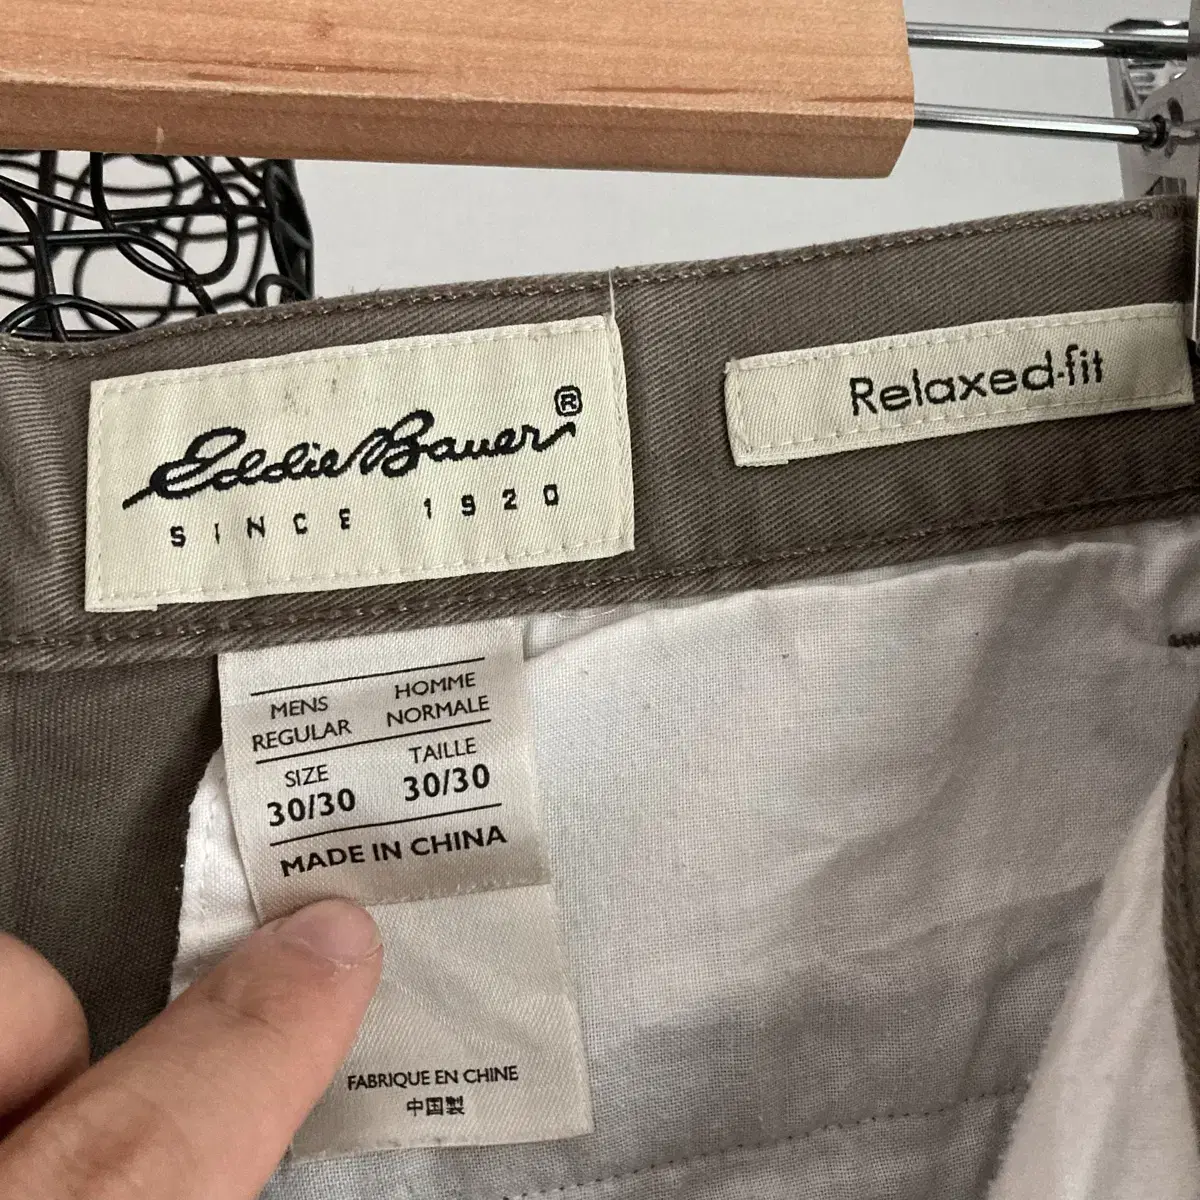 Eddie Bauer®
SINCE 1920
Relaxed-fit
MENS HOMME
REGULAR NORMALE
SIZE TAILLE
30/30 30/30
MADE IN CHINA
FABRIQUE EN CHINE
中国製